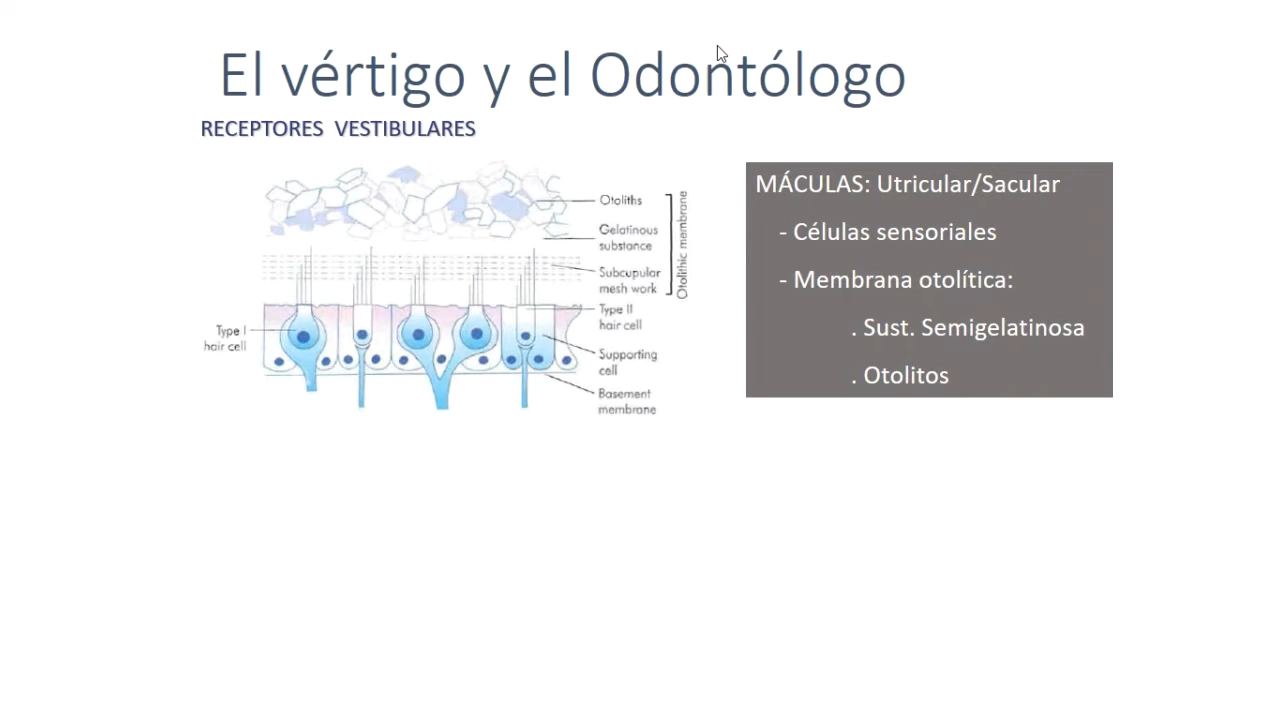 El vértigo y el Odontólogo
RECEPTORES VESTIBULARES
Otoliths
Gelatinous
substance
Subcupular
mesh work
Otolithic membrane
Type II
hair cell
Type I
hair cell
Supporting
cell
Basement
membrane
MÁCULAS: Utricular/Sacular
- Células sensoriales
- Membrana otolítica:
. Sust. Semigelatinosa
. Otolitos